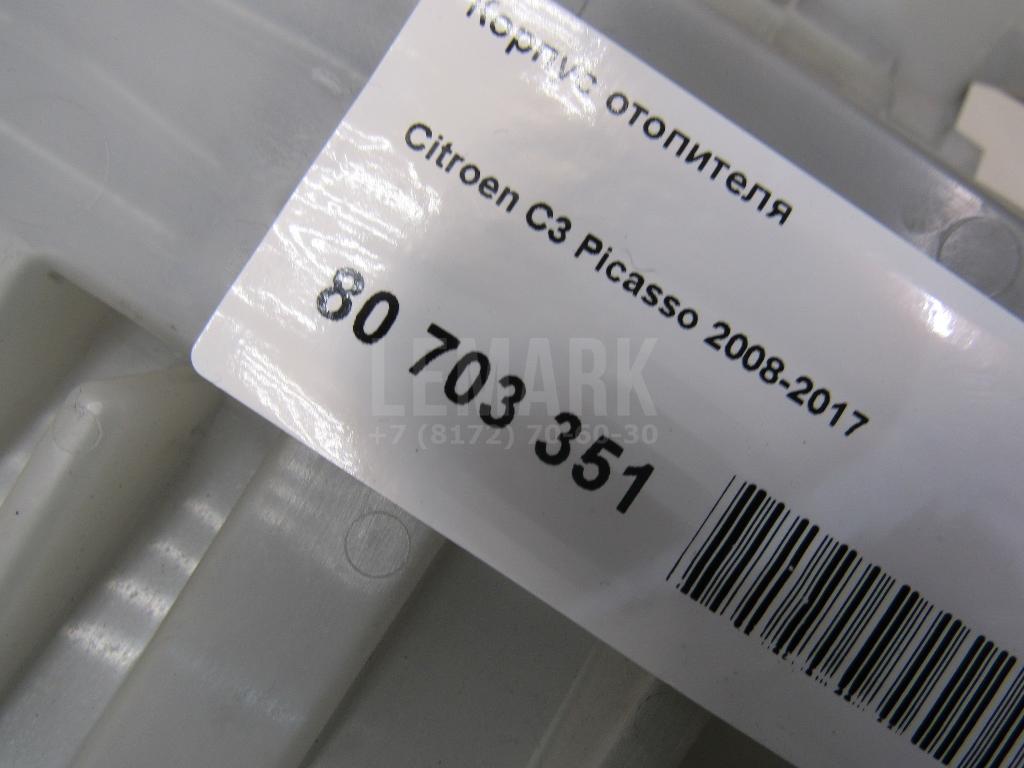 Корпус отопителя
Citroen C3 Picasso 2008-2017
80 703 351
LEMARK
+7 (8172) 70-60-30